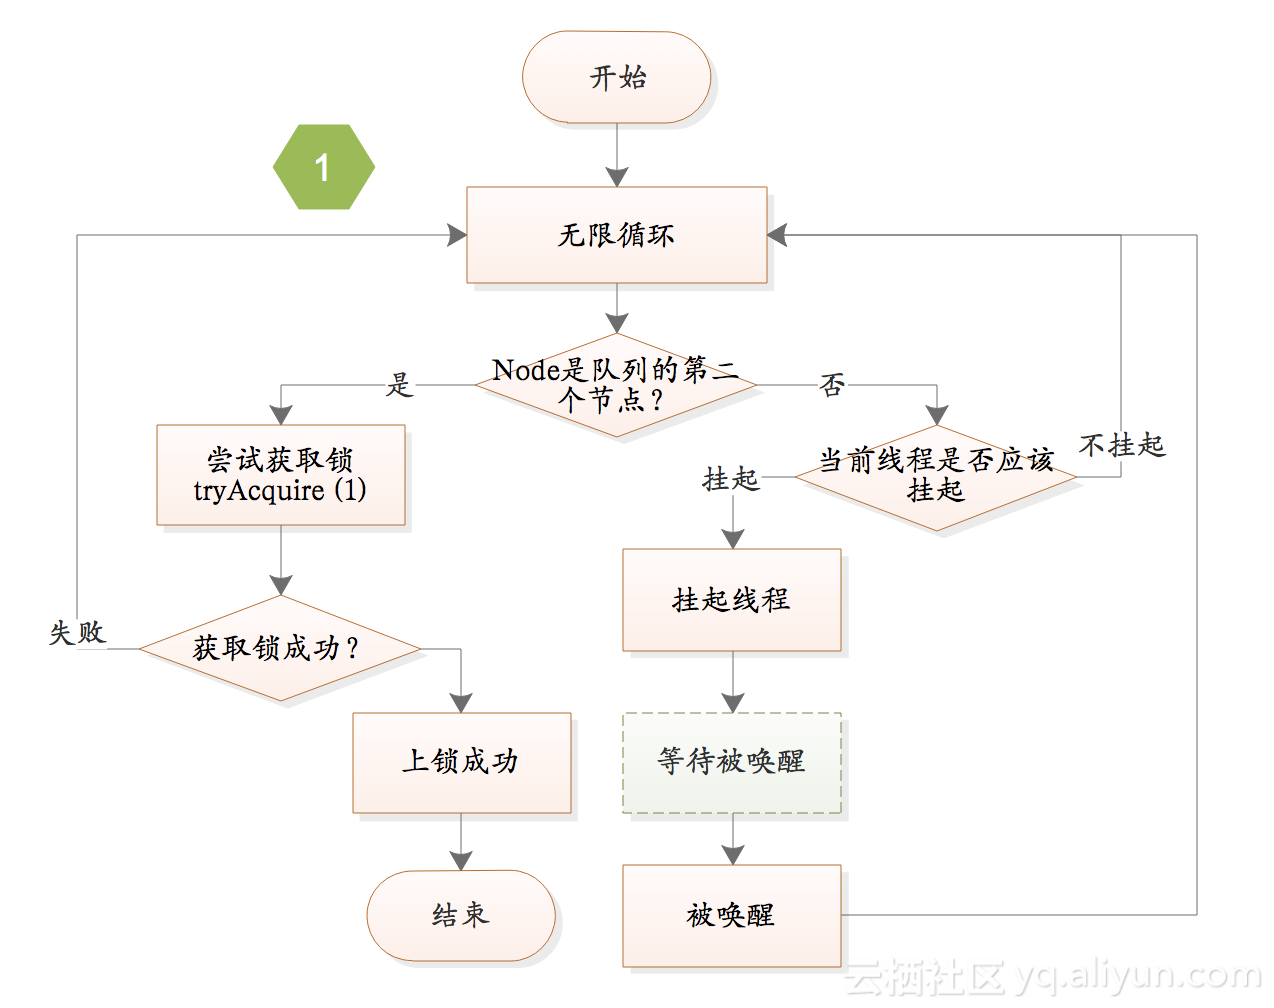 开始
1
无限循环
Node是队列的第二
个节点？
是
否
尝试获取锁
tryAcquire (1)
当前线程是否应该
挂起
不挂起
挂起
挂起线程
失败
获取锁成功？
上锁成功
等待被唤醒
结束
被唤醒
云栖社区 yq.aliyun.com